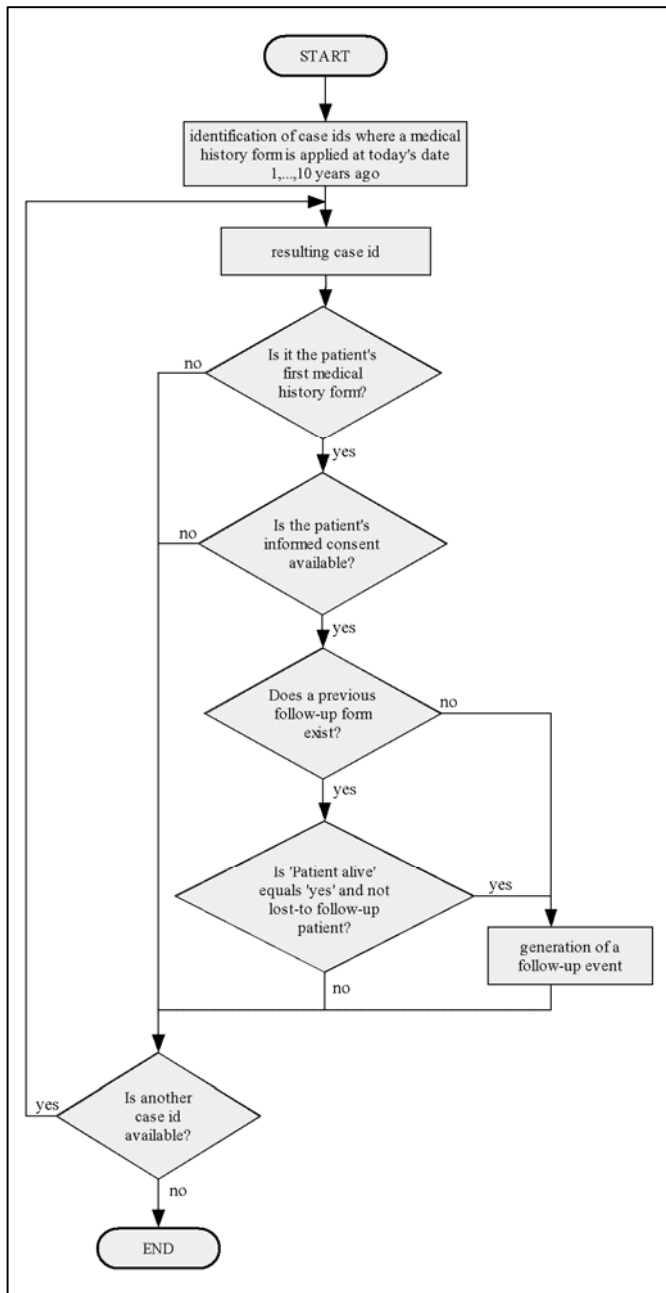 START
identification of case ids where a medical
history form is applied at today's date
1,...,10 years ago
resulting case id
Is it the patient's
first medical
history form?
no
yes
Is the patient's
informed consent
available?
no
yes
Does a previous
follow-up form
exist?
no
yes
Is 'Patient alive'
equals 'yes' and not
lost-to follow-up
patient?
yes
generation of a
follow-up event
no
Is another
case id
available?
yes
no
END